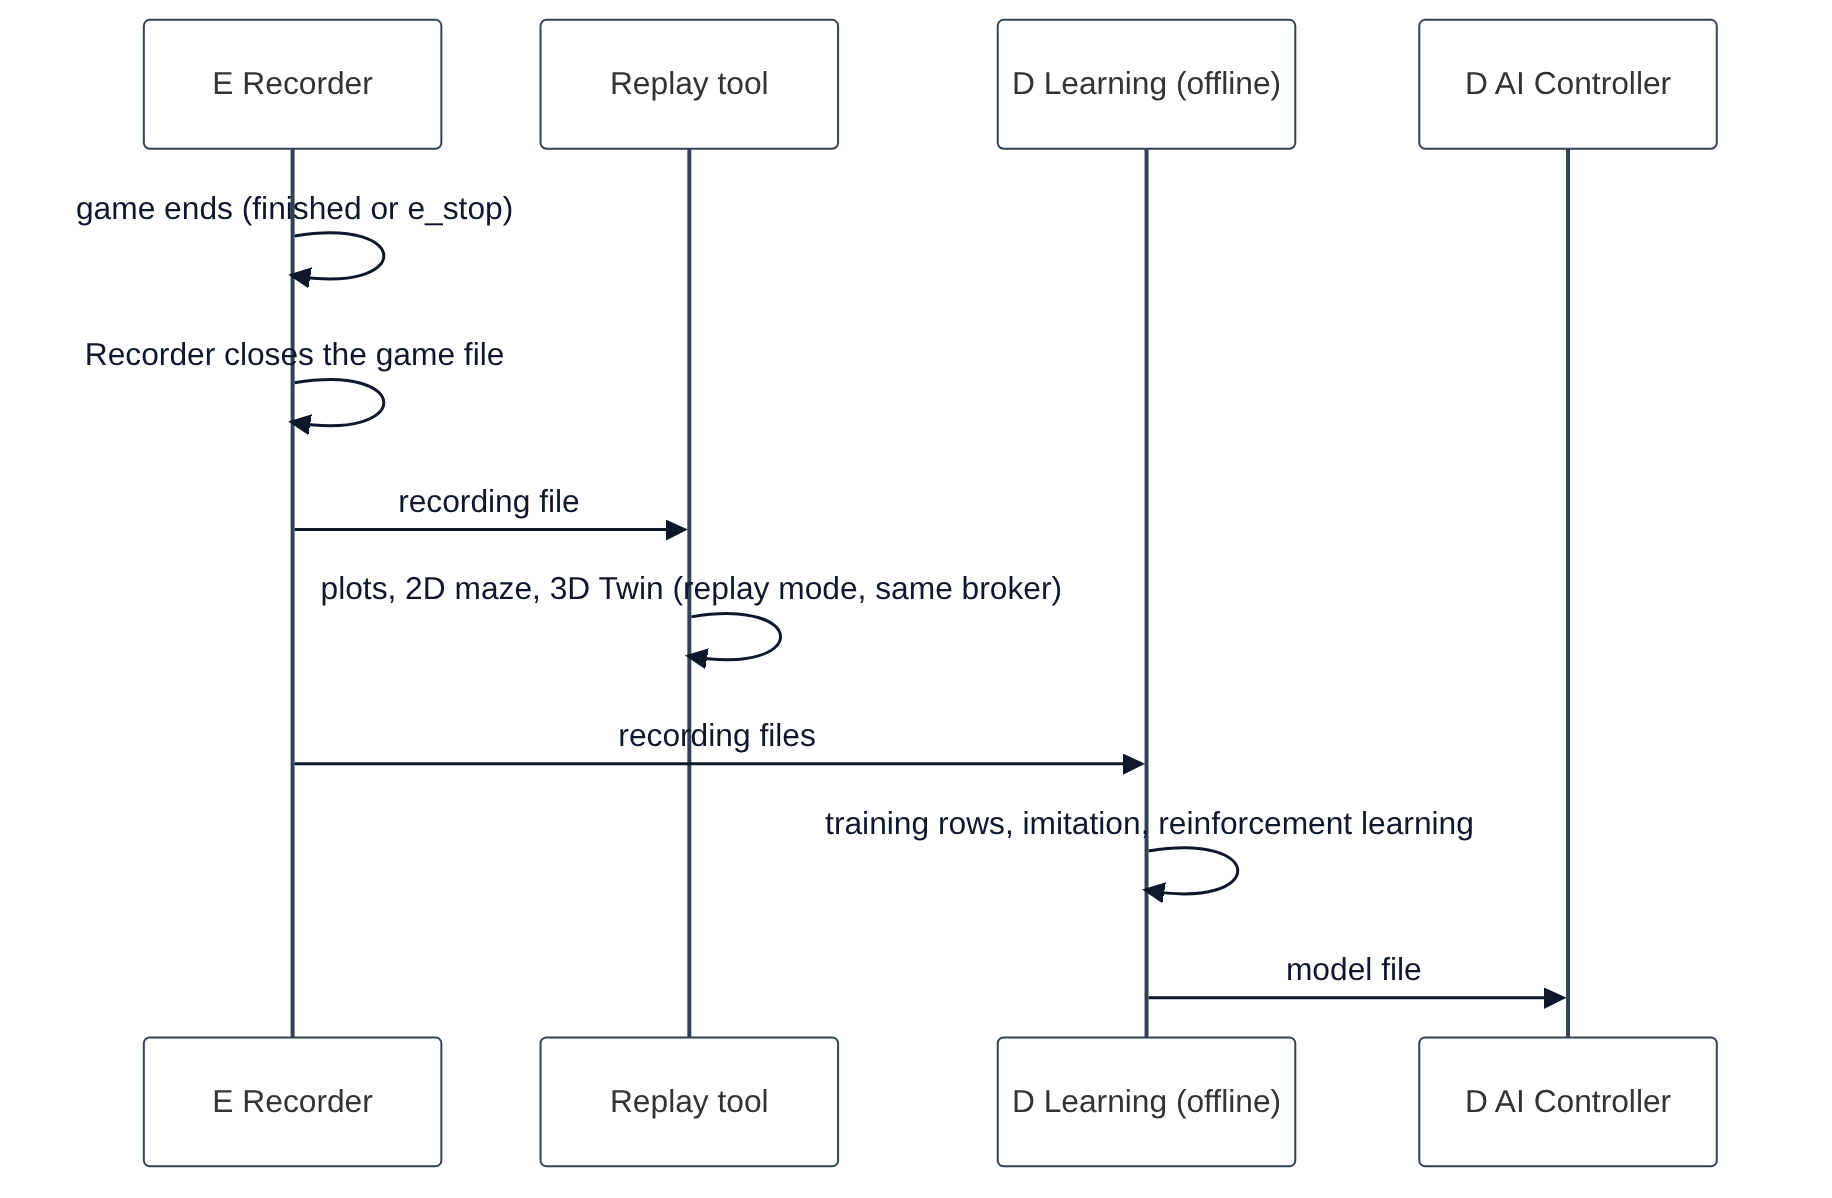 E Recorder
Replay tool
D Learning (offline)
D AI Controller
game ends (finished or e_stop)
Recorder closes the game file
recording file
plots, 2D maze, 3D Twin (replay mode, same broker)
recording files
training rows, imitation, reinforcement learning
model file
E Recorder
Replay tool
D Learning (offline)
D AI Controller